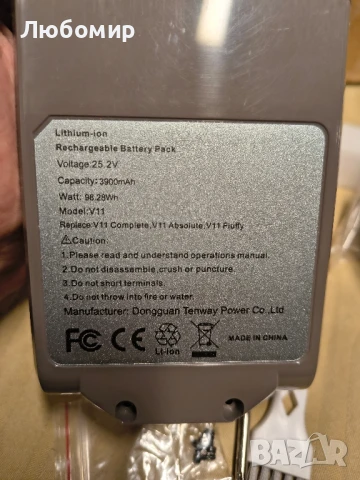 Любомир
Lithium-ion
Rechargeable Battery Pack
Voltage:25.2V
Capacity:3900mAh
Watt: 98.28Wh
Model:V11
Replace:V11 Complete,V11 Absolute,V11 Fluffy
⚠Caution:
1.Please read and understand operations manual.
2.Do not disassemble,crush or puncture.
3.Do not short terminals.
4.Do not throw into fire or water.
Manufacturer: Dongguan Tenway Power Co.,Ltd
FC CE Li-ion MADE IN CHINA
BAZAR
bg